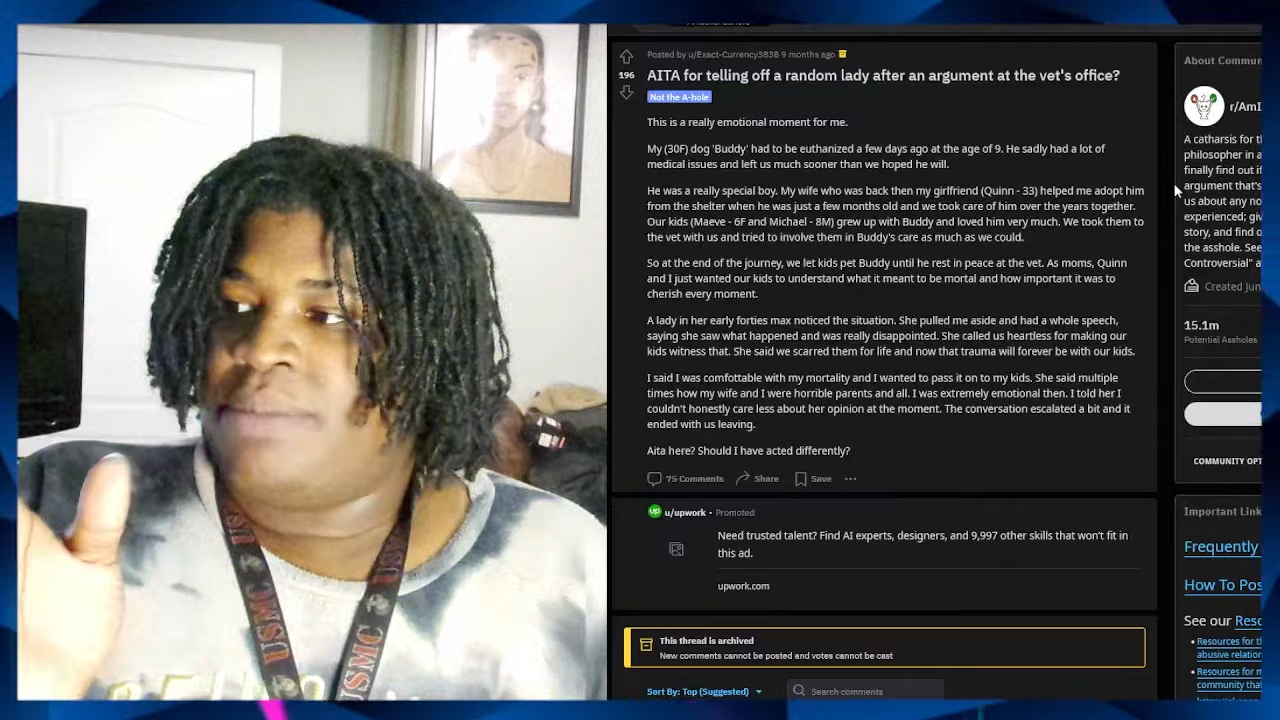 Posted by u/Exact-Currency3838 9 months ago
196
AITA for telling off a random lady after an argument at the vet's office?
Not the A-hole
This is a really emotional moment for me.
My (30F) dog 'Buddy' had to be euthanized a few days ago at the age of 9. He sadly had a lot of
medical issues and left us much sooner than we hoped he will.
He was a really special boy. My wife who was back then my girlfriend (Quinn - 33) helped me adopt him
from the shelter when he was just a few months old and we took care of him over the years together.
Our kids (Maeve - 6F and Michael - 8M) grew up with Buddy and loved him very much. We took them to
the vet with us and tried to involve them in Buddy's care as much as we could.
So at the end of the journey, we let kids pet Buddy until he rest in peace at the vet. As moms, Quinn
and I just wanted our kids to understand what it meant to be mortal and how important it was to
cherish every moment.
A lady in her early forties max noticed the situation. She pulled me aside and had a whole speech,
saying she saw what happened and was really disappointed. She called us heartless for making our
kids witness that. She said we scarred them for life and now that trauma will forever be with our kids.
I said I was comfottable with my mortality and I wanted to pass it on to my kids. She said multiple
times how my wife and I were horrible parents and all. I was extremely emotional then. I told her I
couldn't honestly care less about her opinion at the moment. The conversation escalated a bit and it
ended with us leaving.
Aita here? Should I have acted differently?
75 Comments Share Save ...
up u/upwork • Promoted
Need trusted talent? Find AI experts, designers, and 9,997 other skills that won't fit in
this ad.
upwork.com
This thread is archived
New comments cannot be posted and votes cannot be cast
Sort By: Top (Suggested)
Search comments
About Commun
r/AmI
A catharsis for t
philosopher in a
finally find out i
argument that's
us about any no
experienced; giv
story, and find o
the asshole. See
Controversial" a
Created Jun
15.1m
Potential Assholes
COMMUNITY OPT
Important Link
Frequently
How To Pos
See our Reso
• Resources for t
abusive relation
• Resources for m
community that
USMC
USMC
US